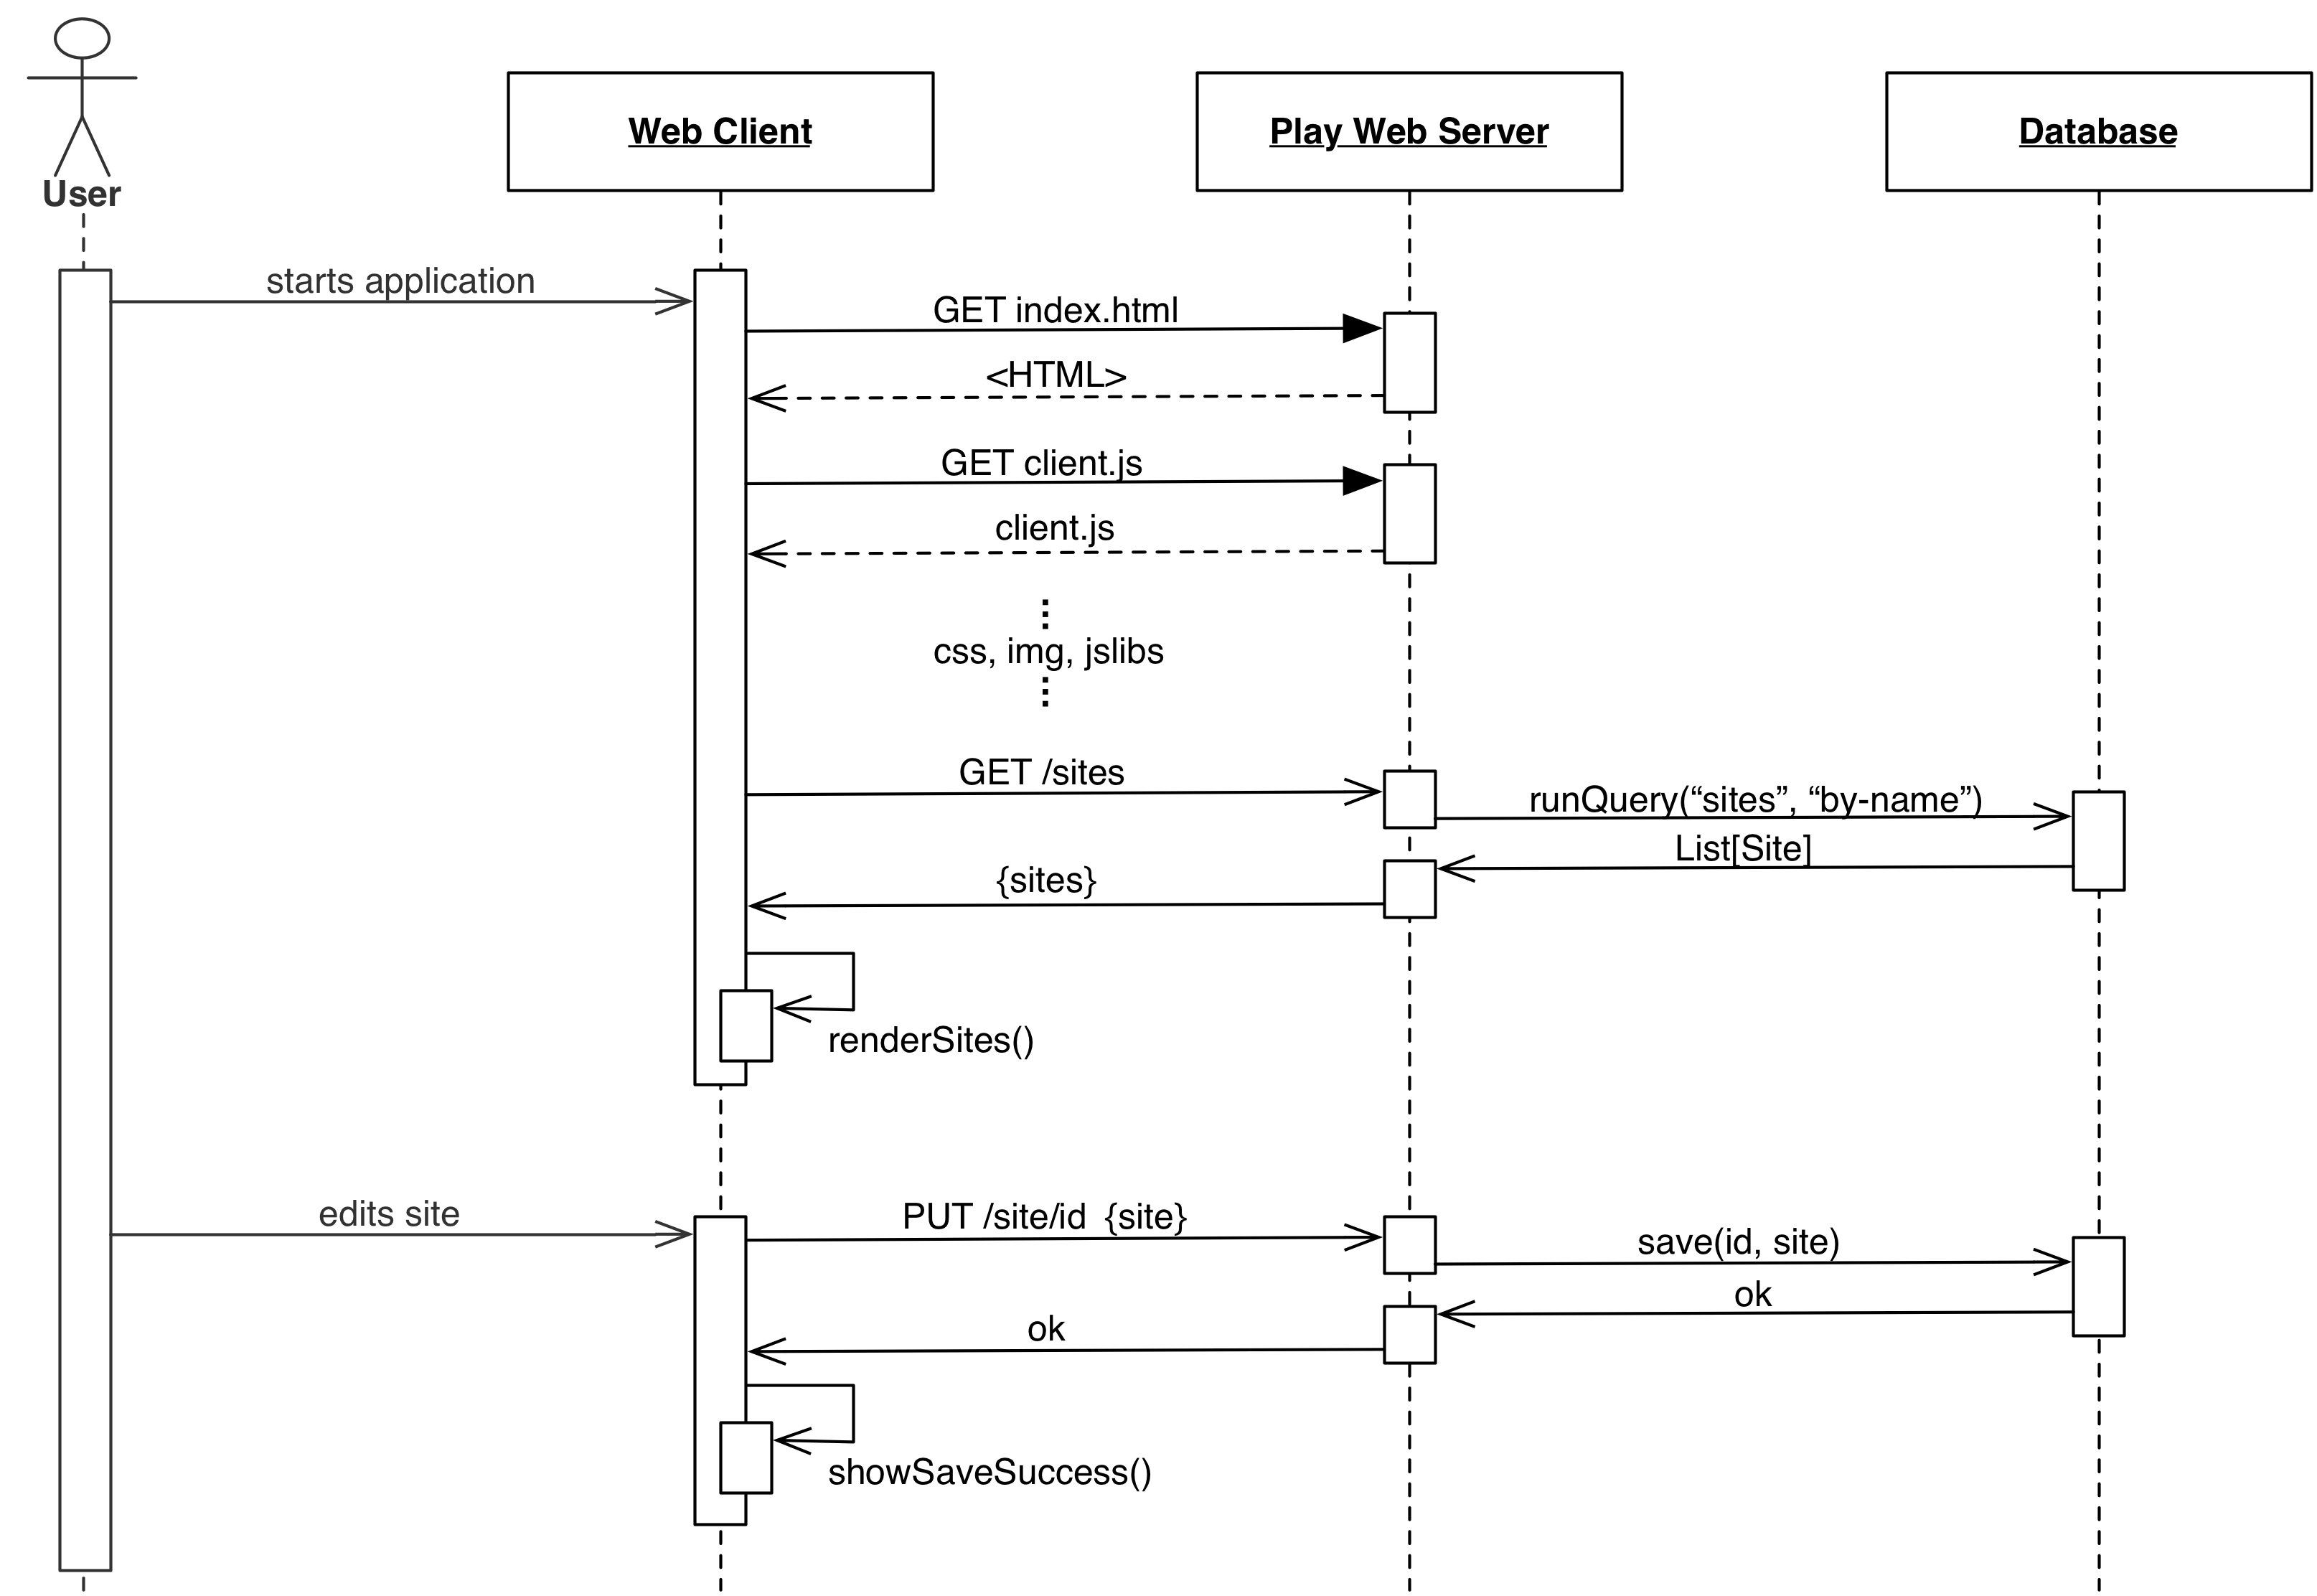 User
Web Client
Play Web Server
Database
starts application
GET index.html
<HTML>
GET client.js
client.js
css, img, jslibs
GET /sites
runQuery(“sites”, “by-name”)
List[Site]
{sites}
renderSites()
edits site
PUT /site/id  {site}
save(id, site)
ok
ok
showSaveSuccess()